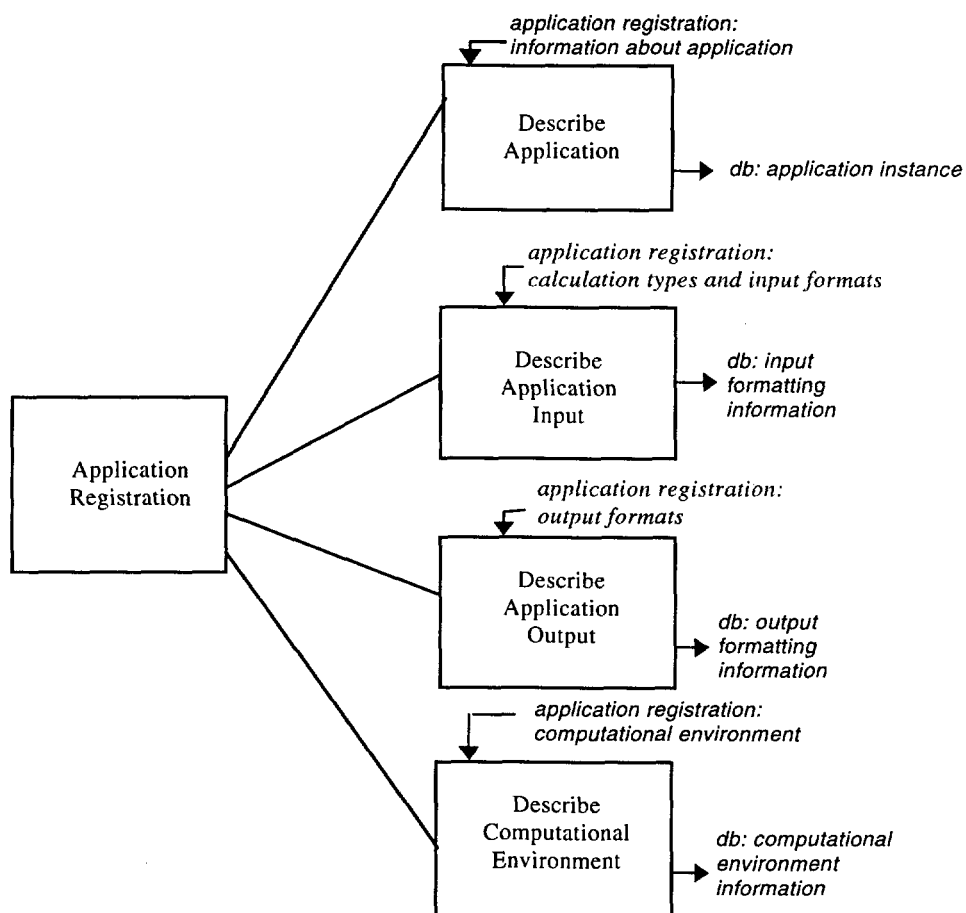 application registration:
information about application
Describe
Application
db: application instance
application registration:
calculation types and input formats
Describe
Application
Input
db: input
formatting
information
Application
Registration
application registration:
output formats
Describe
Application
Output
db: output
formatting
information
application registration:
computational environment
Describe
Computational
Environment
db: computational
environment
information